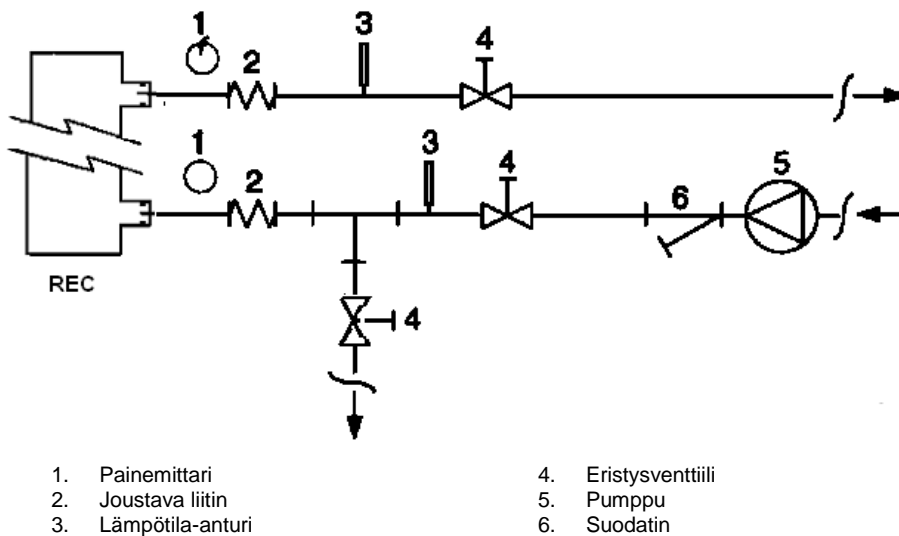 1
2
3
4
1
2
3
4
6
5
REC
4
1. Painemittari
2. Joustava liitin
3. Lämpötila-anturi
4. Eristysventtiili
5. Pumppu
6. Suodatin